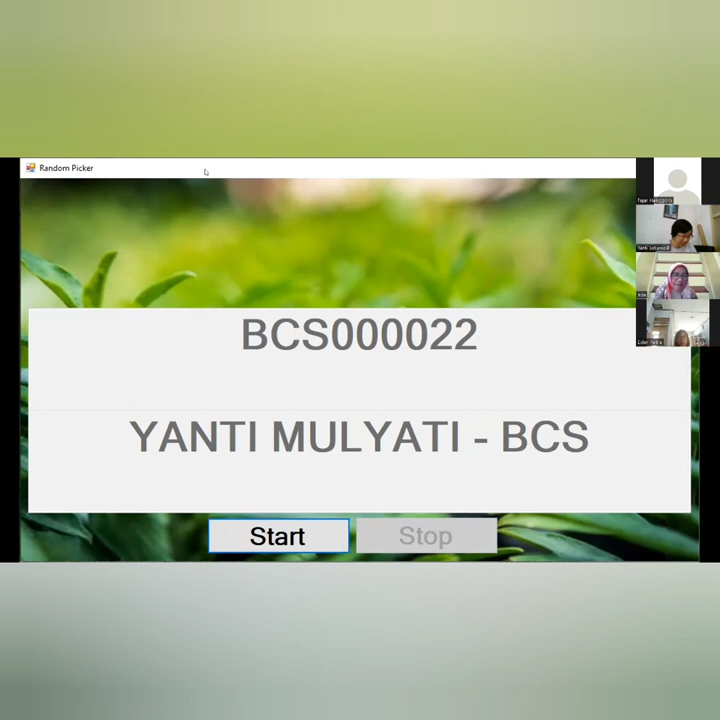 Random Picker
BCS000022
YANTI MULYATI - BCS
Start
Stop